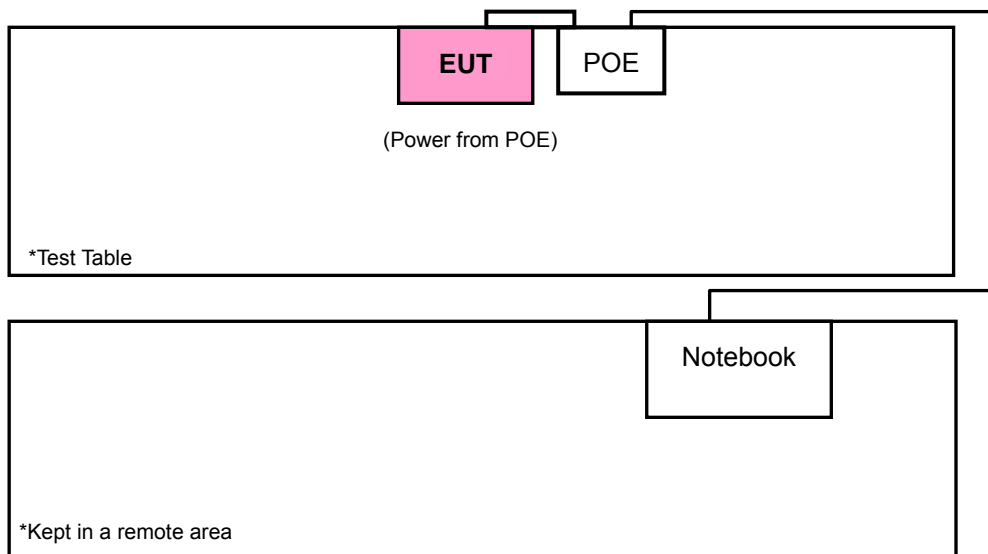 EUT
POE
(Power from POE)
*Test Table
Notebook
*Kept in a remote area